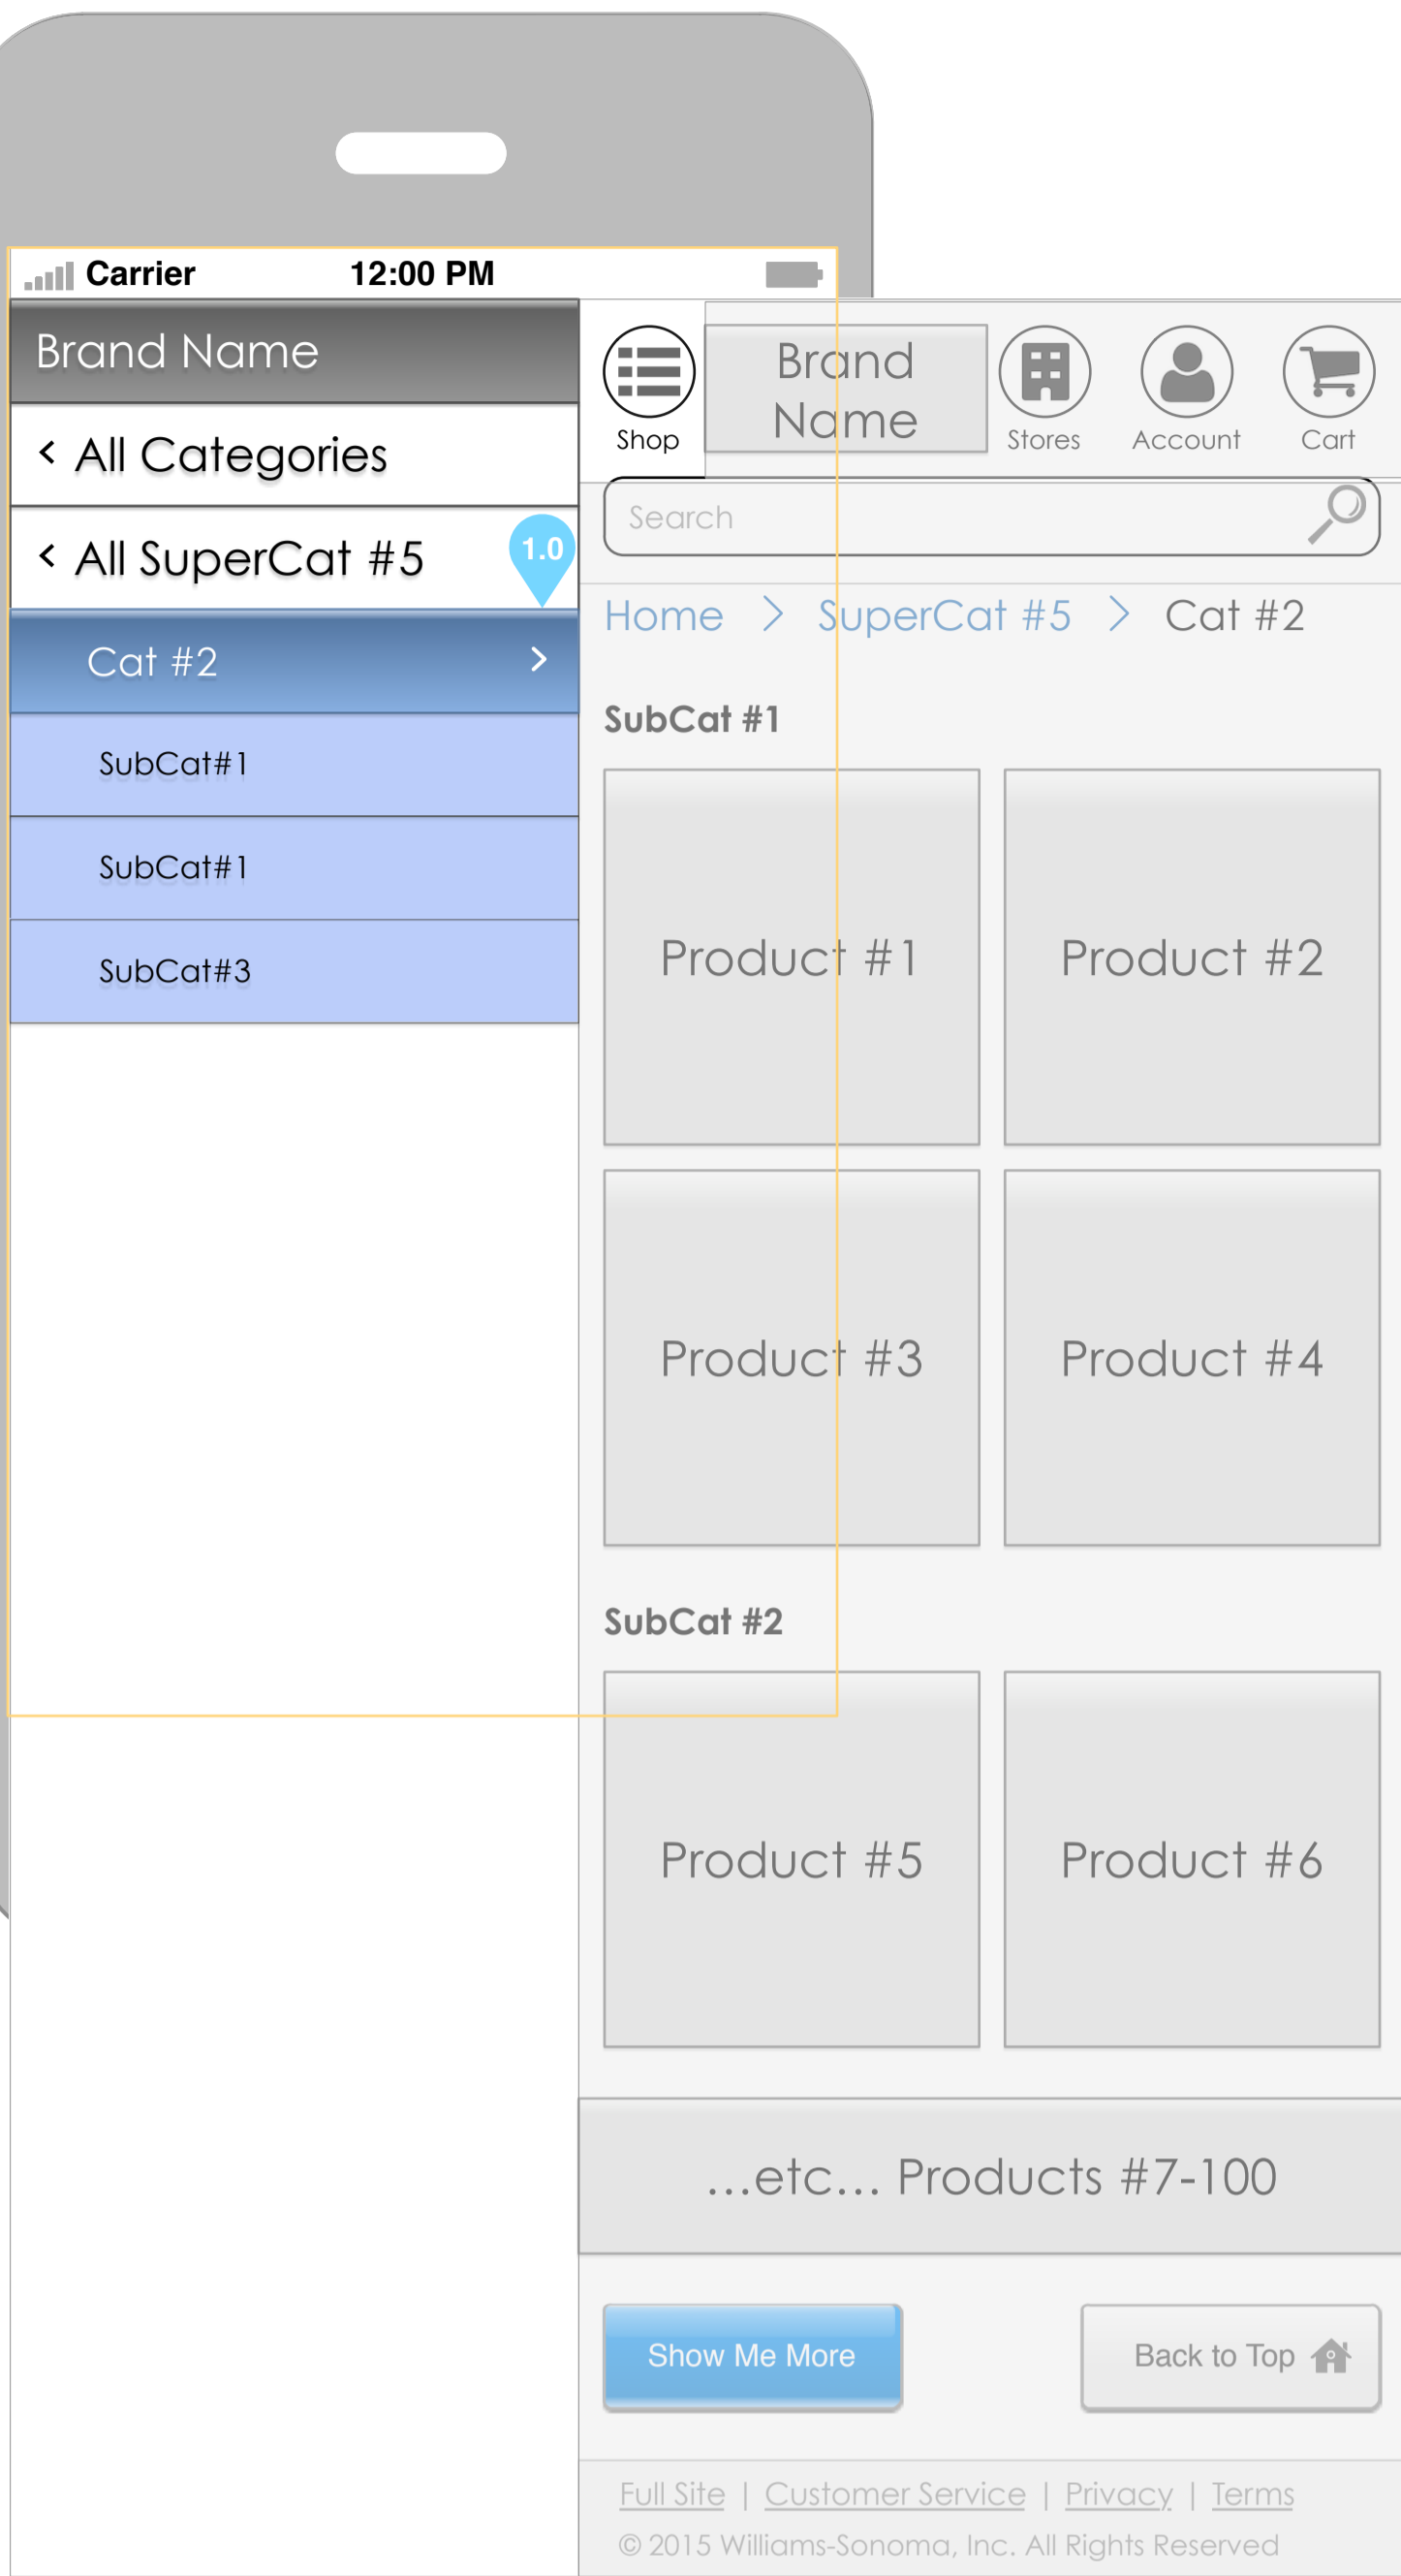 Carrier
12:00 PM
Brand Name
< All Categories
< All SuperCat #5
1.0
Cat #2 >
SubCat#1
SubCat#1
SubCat#3
Shop
Brand
Name
Stores
Account
Cart
Search
Home > SuperCat #5 > Cat #2
SubCat #1
Product #1
Product #2
Product #3
Product #4
SubCat #2
Product #5
Product #6
...etc... Products #7-100
Show Me More
Back to Top
Full Site | Customer Service | Privacy | Terms
© 2015 Williams-Sonoma, Inc. All Rights Reserved